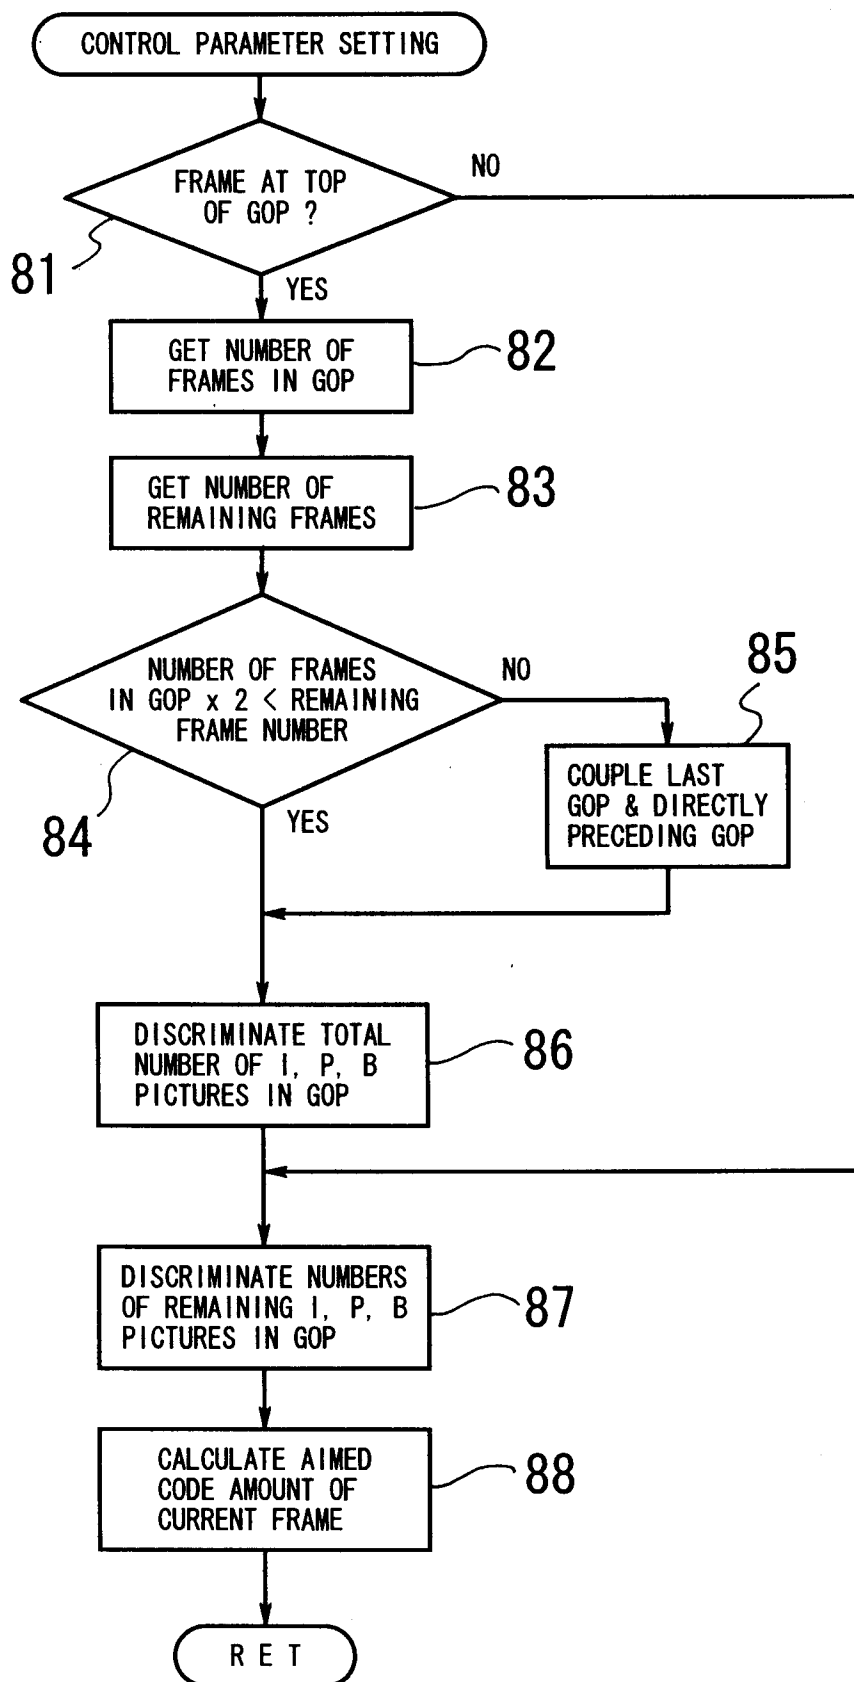 CONTROL PARAMETER SETTING
FRAME AT TOP
OF GOP ?
NO
81
YES
GET NUMBER OF
FRAMES IN GOP
82
GET NUMBER OF
REMAINING FRAMES
83
NUMBER OF FRAMES
IN GOP x 2 < REMAINING
FRAME NUMBER
NO
84
YES
85
COUPLE LAST
GOP & DIRECTLY
PRECEDING GOP
DISCRIMINATE TOTAL
NUMBER OF I, P, B
PICTURES IN GOP
86
DISCRIMINATE NUMBERS
OF REMAINING I, P, B
PICTURES IN GOP
87
CALCULATE AIMED
CODE AMOUNT OF
CURRENT FRAME
88
RET